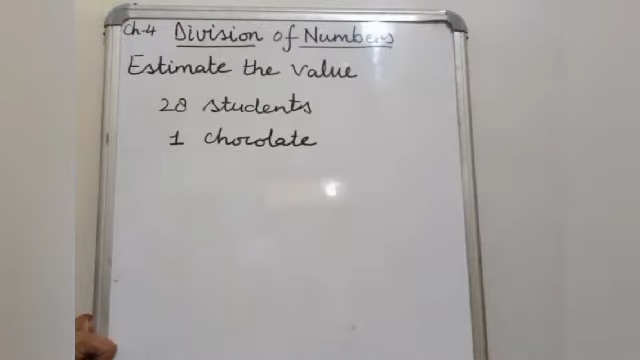 Ch-4 Division of Numbers
Estimate the value
28 students
1 chocolate